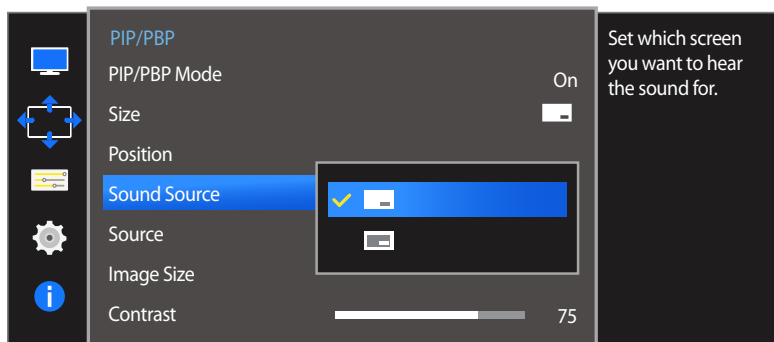 PIP/PBP
PIP/PBP Mode
On
Size
Position
Sound Source
Source
Image Size
Contrast
75
Set which screen
you want to hear
the sound for.